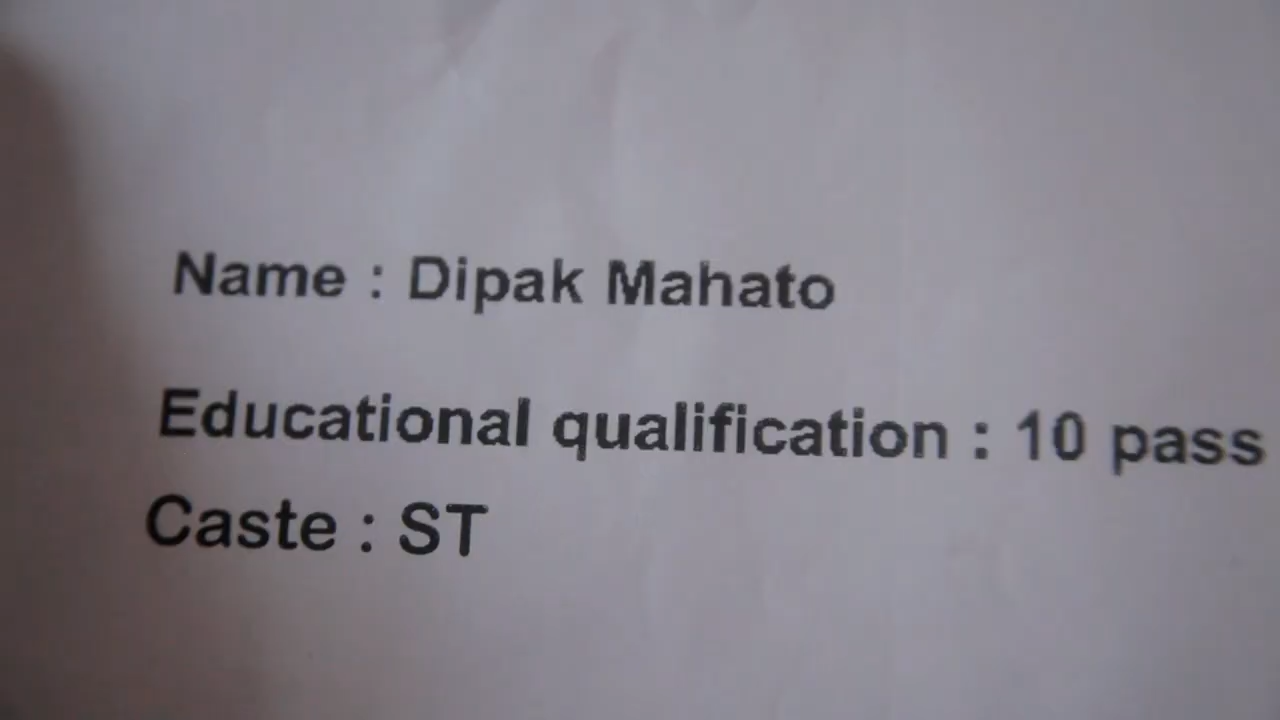 Name : Dipak Mahato
Educational qualification : 10 pass
Caste : ST